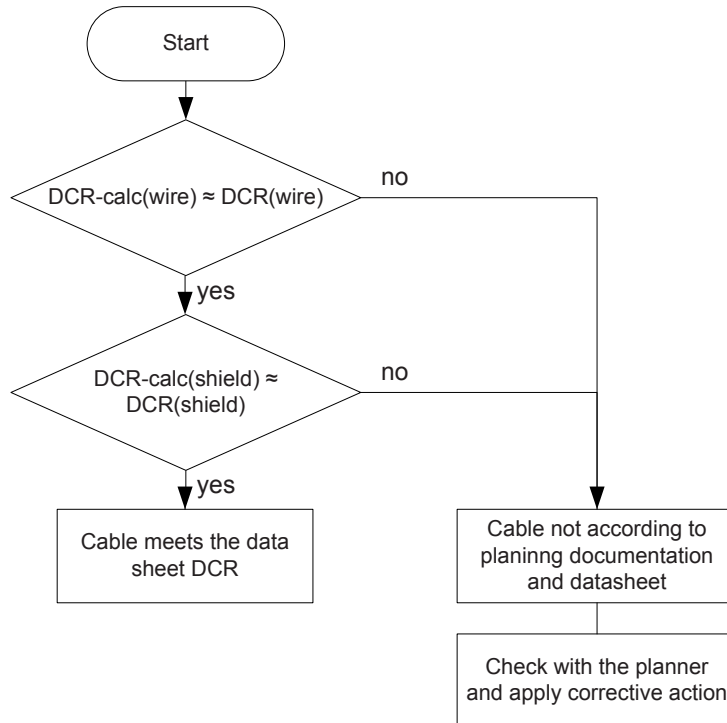 Start
DCR-calc(wire) ≈ DCR(wire)
no
yes
DCR-calc(shield) ≈
DCR(shield)
no
yes
Cable meets the data
sheet DCR
Cable not according to
planinng documentation
and datasheet
Check with the planner
and apply corrective action